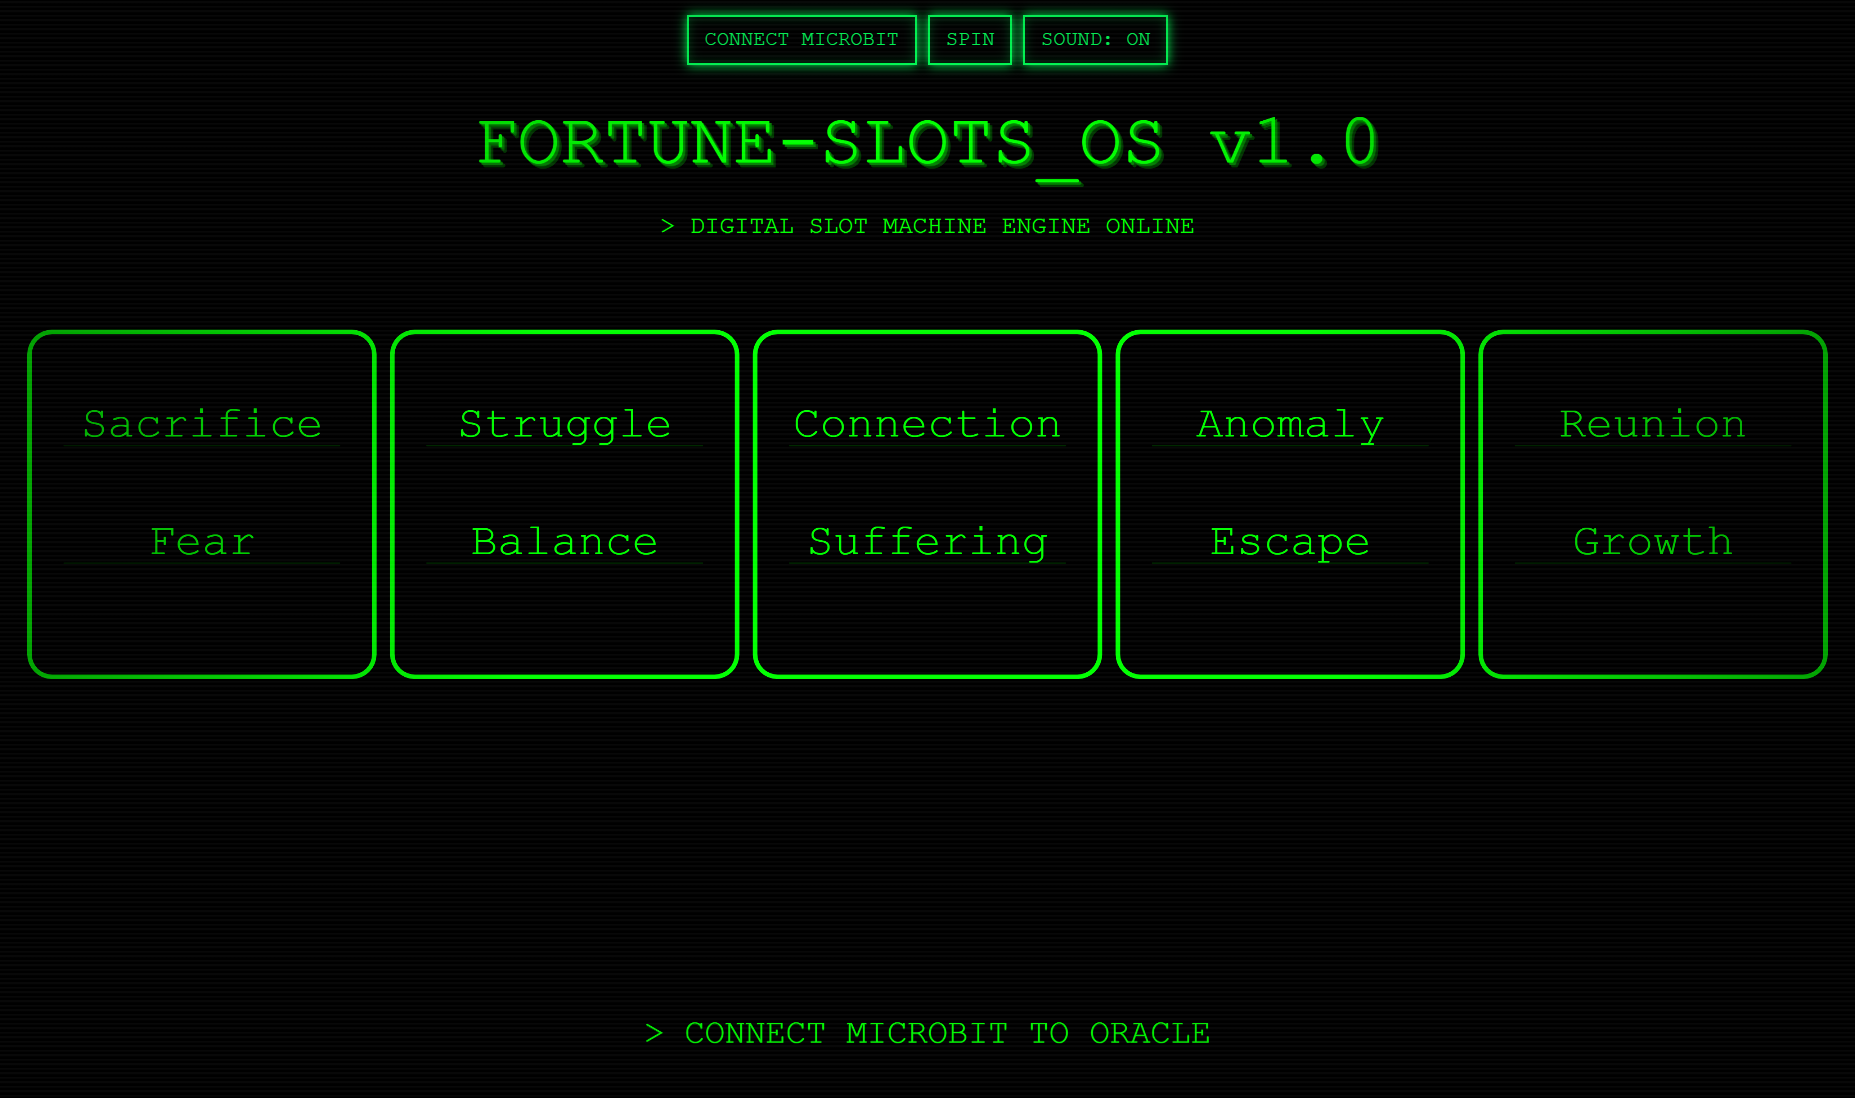 CONNECT MICROBIT SPIN SOUND: ON
FORTUNE-SLOTS_OS v1.0
> DIGITAL SLOT MACHINE ENGINE ONLINE
Sacrifice Struggle Connection Anomaly Reunion
Fear Balance Suffering Escape Growth
> CONNECT MICROBIT TO ORACLE